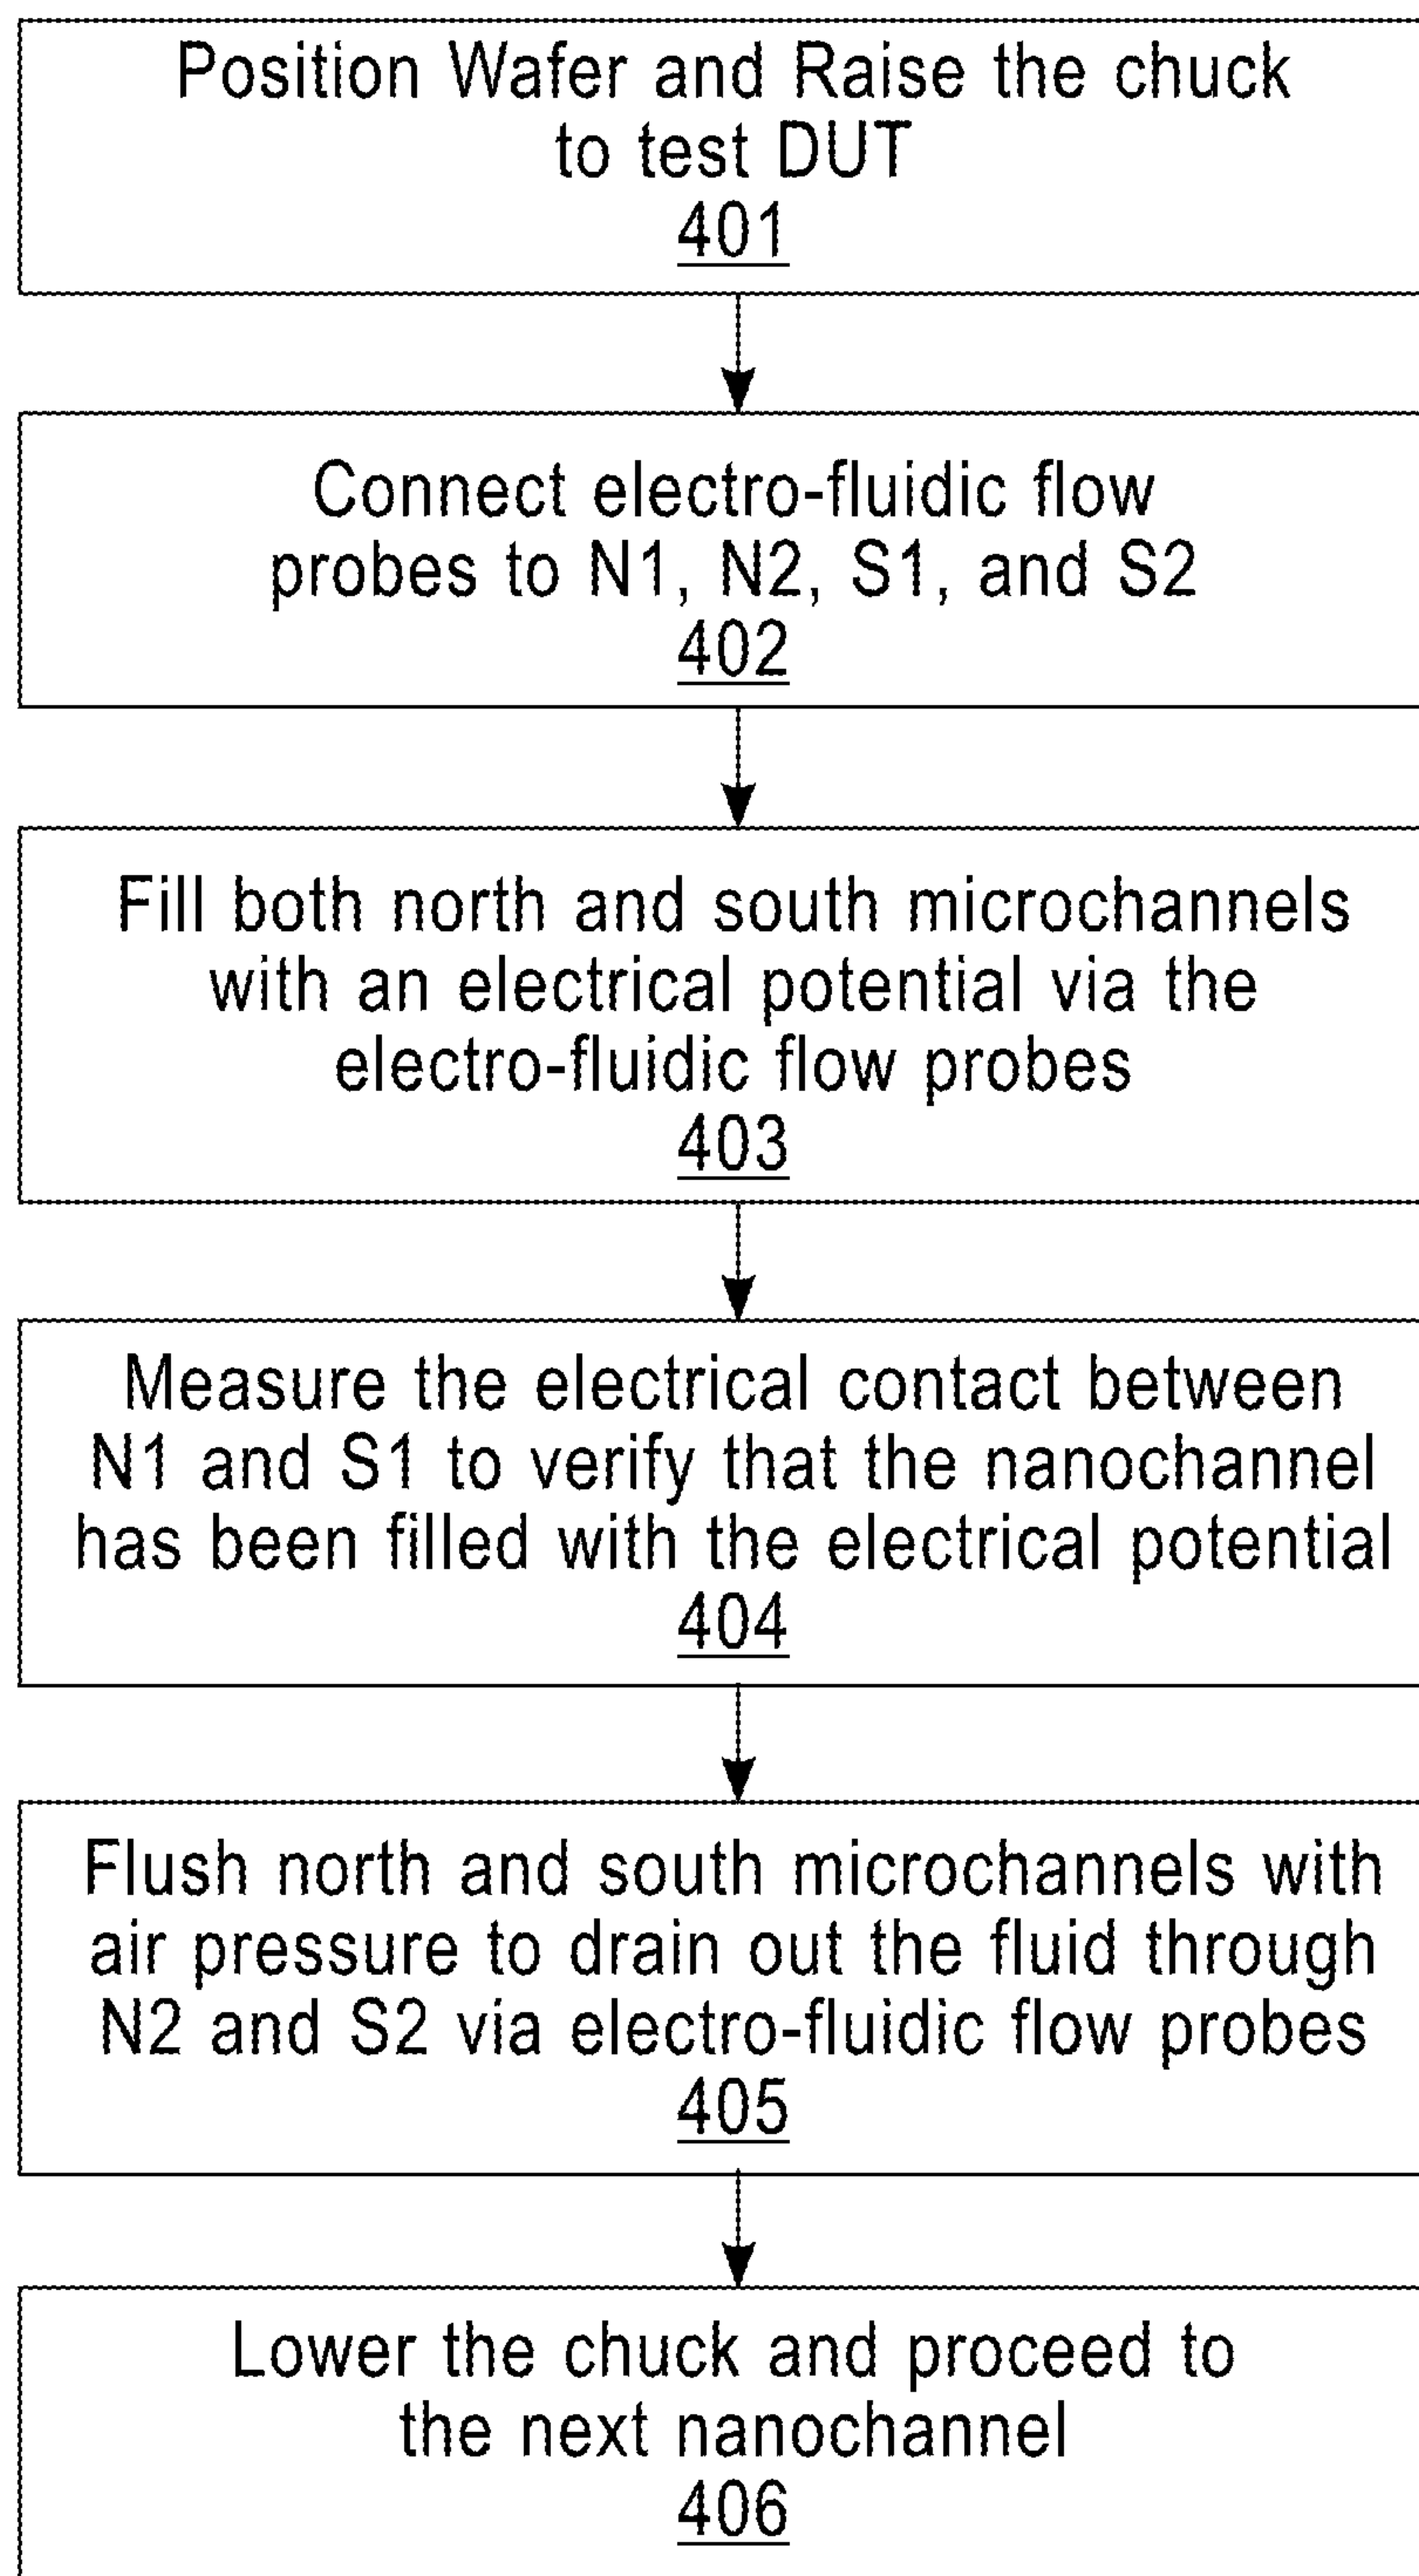 Position Wafer and Raise the chuck
to test DUT
401
Connect electro-fluidic flow
probes to N1, N2, S1, and S2
402
Fill both north and south microchannels
with an electrical potential via the
electro-fluidic flow probes
403
Measure the electrical contact between
N1 and S1 to verify that the nanochannel
has been filled with the electrical potential
404
Flush north and south microchannels with
air pressure to drain out the fluid through
N2 and S2 via electro-fluidic flow probes
405
Lower the chuck and proceed to
the next nanochannel
406